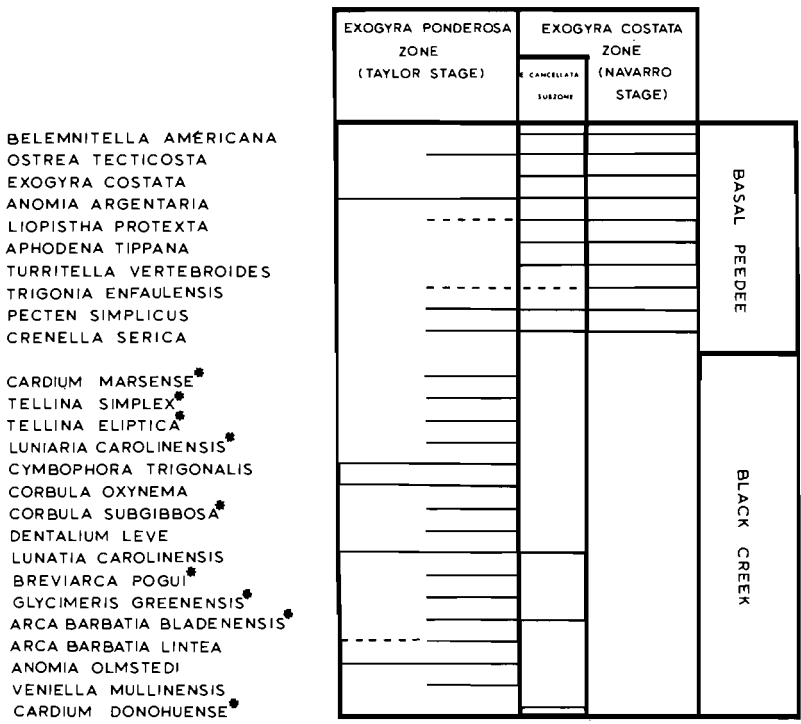 EXOGYRA PONDEROSA
ZONE
(TAYLOR STAGE)
EXOGYRA COSTATA
ZONE
(NAVARRO
STAGE)
E CANCELLATA
SUBZONE
BELEMNITELLA AMERICANA
OSTREA TECTICOSTA
EXOGYRA COSTATA
ANOMIA ARGENTARIA
LIOPISTHA PROTEXTA
APHODENA TIPPANA
TURRITELLA VERTEBROIDES
TRIGONIA ENFAULENSIS
PECTEN SIMPLICUS
CRENELLA SERICA
BASAL PEEDEE
CARDIUM MARSENSE*
TELLINA SIMPLEX*
TELLINA ELIPTICA*
LUNIARIA CAROLINENSIS*
CYMBOPHORA TRIGONALIS
CORBULA OXYNEMA
CORBULA SUBGIBBOSA*
DENTALIUM LEVE
LUNATIA CAROLINENSIS
BREVIARCA POGUI*
GLYCIMERIS GREENENSIS*
ARCA BARBATIA BLADENENSIS*
ARCA BARBATIA LINTEA
ANOMIA OLMSTEDI
VENIELLA MULLINENSIS
CARDIUM DONOHUENSE*
BLACK CREEK